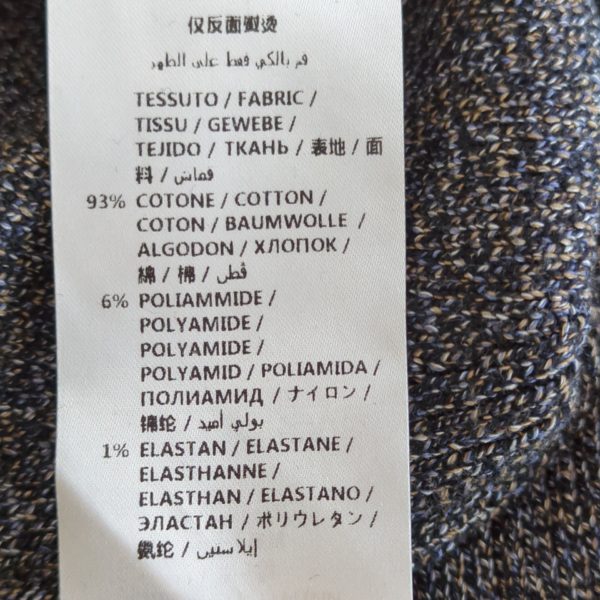 仅反面熨烫
قم بالكي فقط على الظهر
TESSUTO / FABRIC /
TISSU / GEWEBE /
TEJIDO / ТКАНЬ / 表地 / 面
料 / قماش /
93% COTONE / COTTON /
COTON / BAUMWOLLE /
ALGODON / ХЛОПОК /
綿 / 棉 / قطن
6% POLIAMMIDE /
POLYAMIDE /
POLYAMIDE /
POLYAMID / POLIAMIDA /
ПОЛИАМИД / ナイロン /
锦纶 / بولي أميد /
1% ELASTAN / ELASTANE /
ELASTHANNE /
ELASTHAN / ELASTANO /
ЭЛАСТАН / ポリウレタン /
氨纶 / إيلاستين /